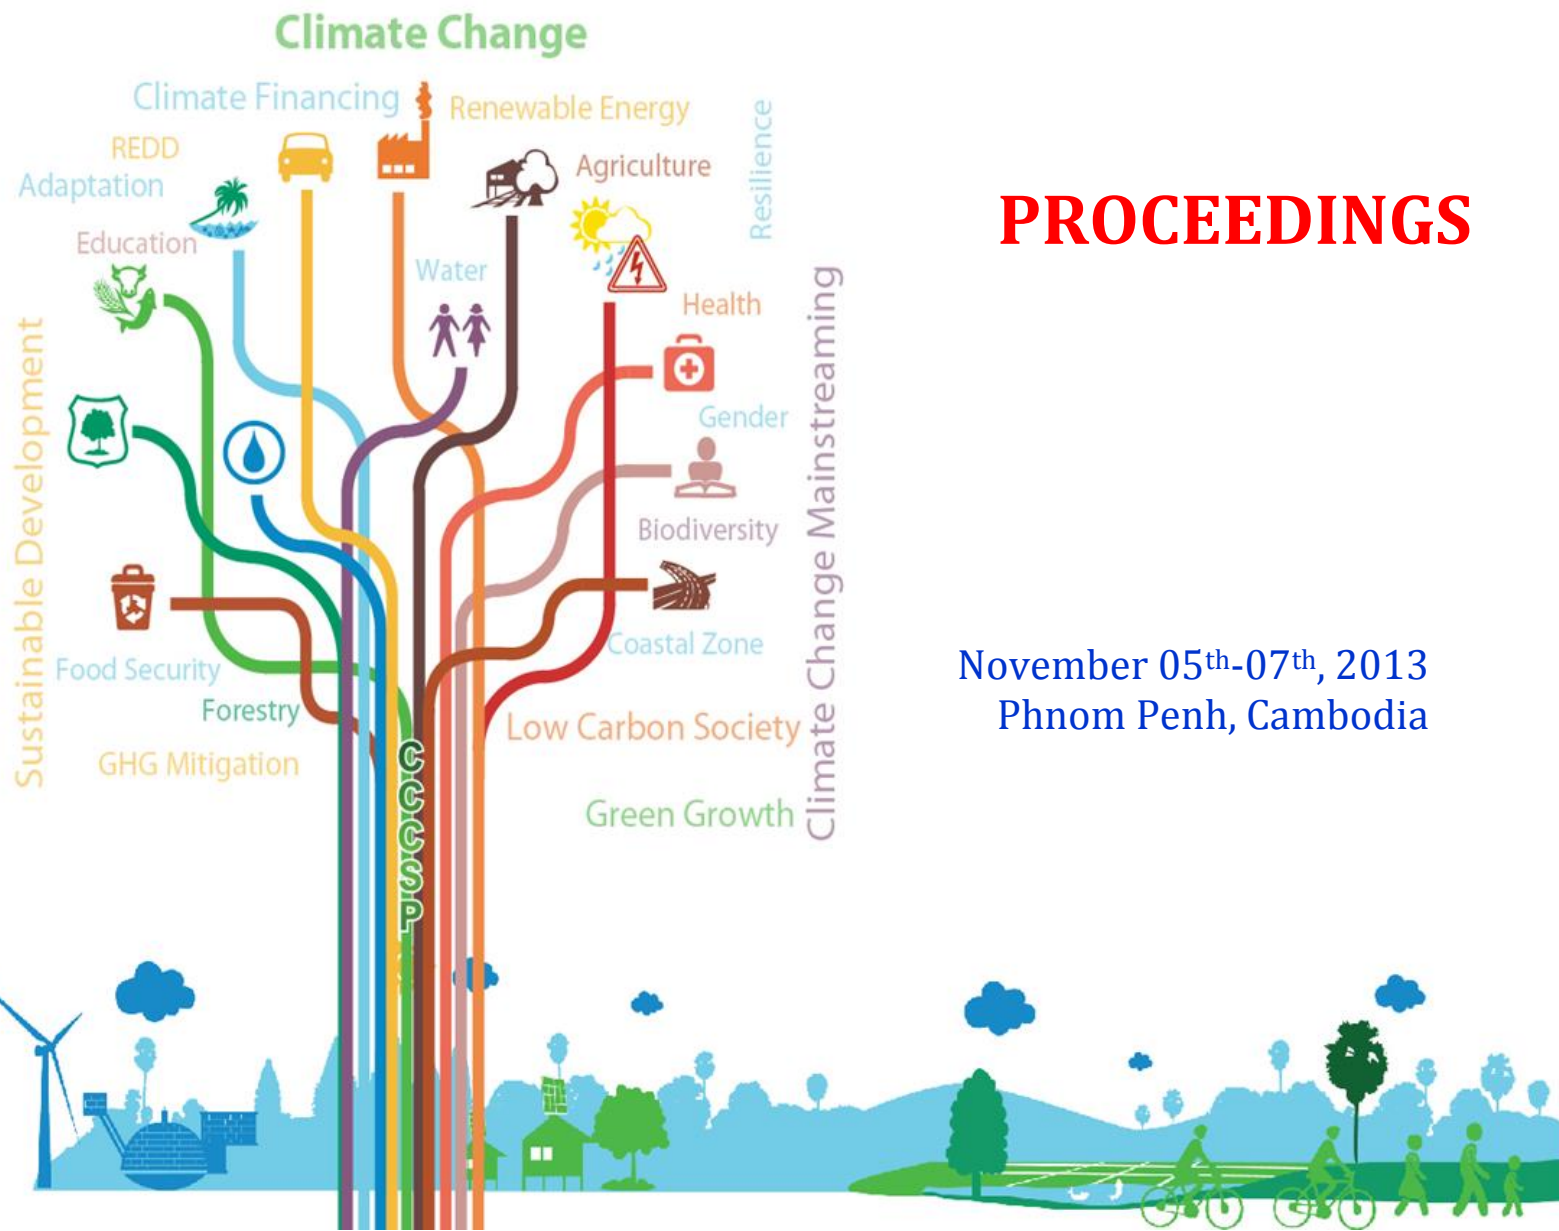 Climate Change
Climate Financing
Renewable Energy
REDD
Adaptation
Agriculture
Resilience
Education
Water
Health
Gender
Biodiversity
Coastal Zone
Sustainable Development
Climate Change Mainstreaming
Food Security
Forestry
GHG Mitigation
Low Carbon Society
Green Growth
CCCSP
PROCEEDINGS
November 05th-07th, 2013
Phnom Penh, Cambodia